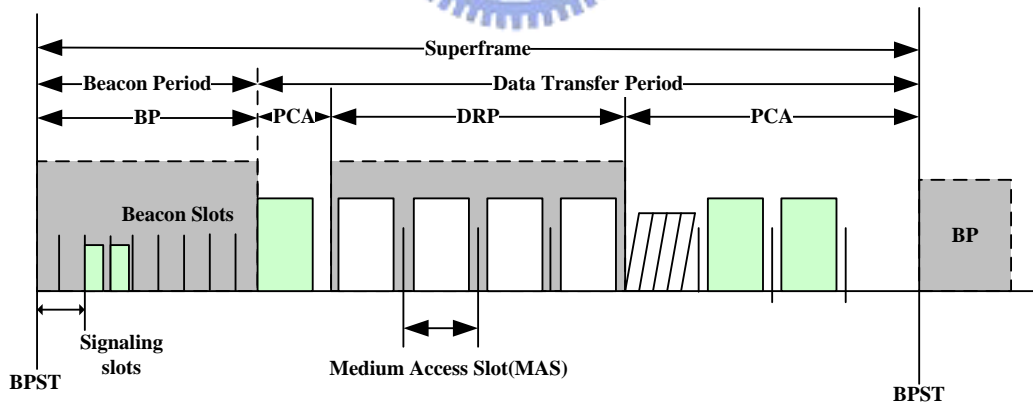 Superframe
Beacon Period
Data Transfer Period
BP
PCA
DRP
PCA
Beacon Slots
BP
Signaling
slots
Medium Access Slot(MAS)
BPST
BPST